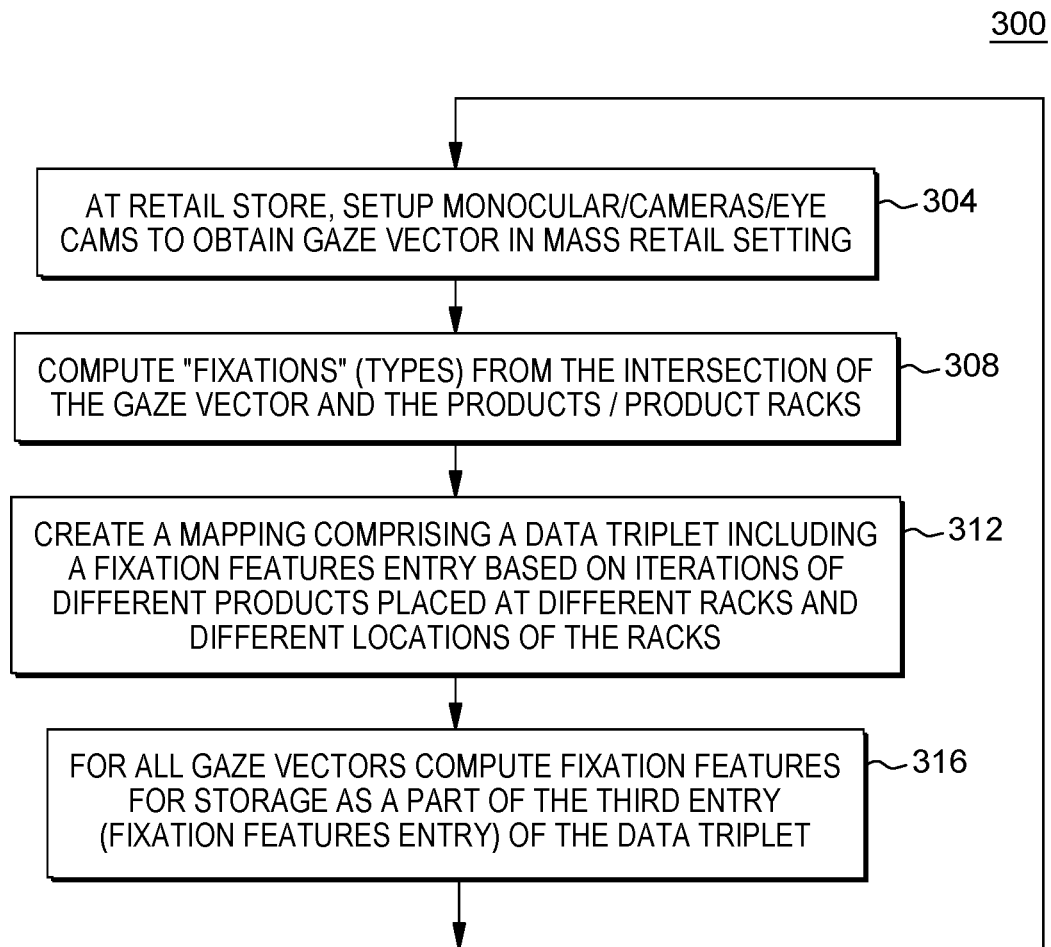 300
AT RETAIL STORE, SETUP MONOCULAR/CAMERAS/EYE
CAMS TO OBTAIN GAZE VECTOR IN MASS RETAIL SETTING
304
COMPUTE "FIXATIONS" (TYPES) FROM THE INTERSECTION OF
THE GAZE VECTOR AND THE PRODUCTS / PRODUCT RACKS
308
CREATE A MAPPING COMPRISING A DATA TRIPLET INCLUDING
A FIXATION FEATURES ENTRY BASED ON ITERATIONS OF
DIFFERENT PRODUCTS PLACED AT DIFFERENT RACKS AND
DIFFERENT LOCATIONS OF THE RACKS
312
FOR ALL GAZE VECTORS COMPUTE FIXATION FEATURES
FOR STORAGE AS A PART OF THE THIRD ENTRY
(FIXATION FEATURES ENTRY) OF THE DATA TRIPLET
316